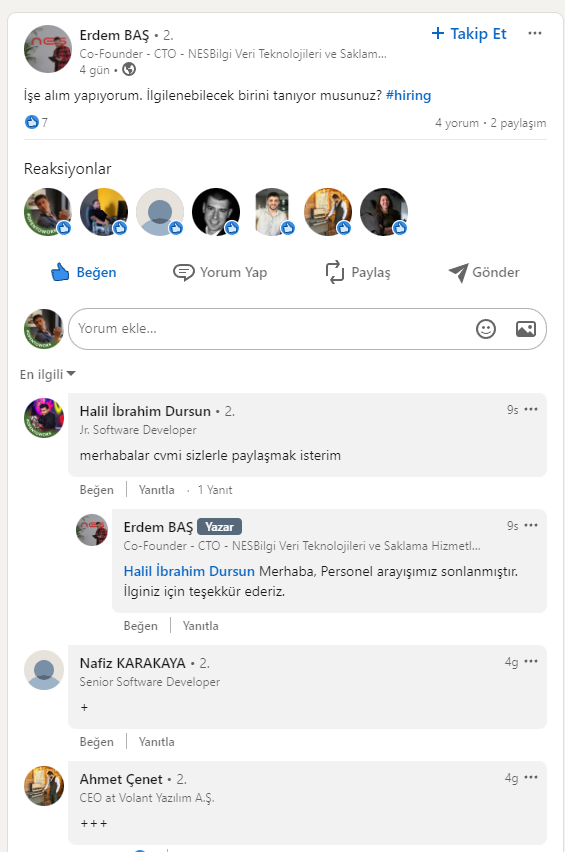 Erdem BAŞ • 2.
+ Takip Et
Co-Founder - CTO - NESBilgi Veri Teknolojileri ve Saklam...
4 gün •
İşe alım yapıyorum. İlgilenebilecek birini tanıyor musunuz? #hiring
7
4 yorum • 2 paylaşım
Reaksiyonlar
Beğen
Yorum Yap
Paylaş
Gönder
Yorum ekle...
En ilgili
Halil İbrahim Dursun • 2.
9s
Jr. Software Developer
merhabalar cvmi sizlerle paylaşmak isterim
Beğen | Yanıtla · 1 Yanıt
nes
Erdem BAŞ Yazar
9s
Co-Founder - CTO - NESBilgi Veri Teknolojileri ve Saklama Hizmetl...
Halil İbrahim Dursun Merhaba, Personel arayışımız sonlanmıştır.
İlginiz için teşekkür ederiz.
Beğen | Yanıtla
Nafiz KARAKAYA • 2.
4g
Senior Software Developer
+
Beğen | Yanıtla
Ahmet Çenet • 2.
4g
CEO at Volant Yazılım A.Ş.
+++